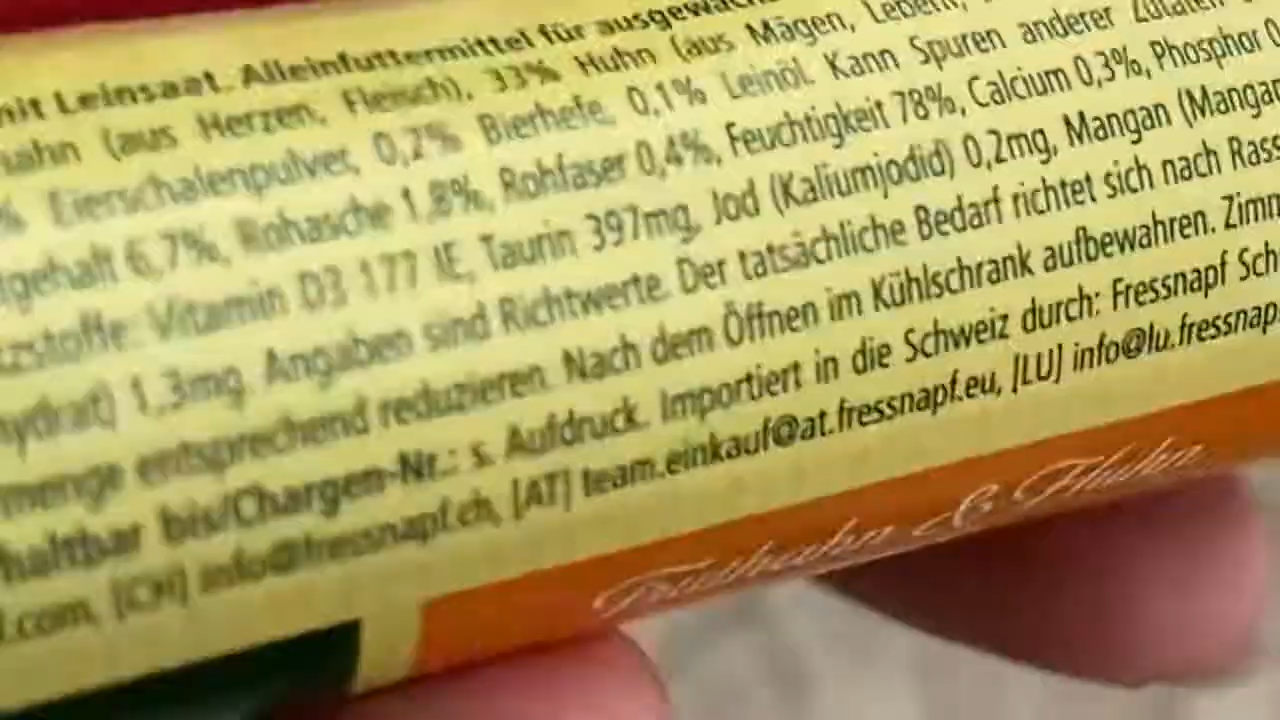 mit Leinsaat. Alleinfuttermittel für
(aus Herzen, Fleisch), 33% Huhn (aus Mägen, Lebern,
% Eierschalenpulver, 0,2% Bierhefe, 0,1% Leinöl. Kann Spuren anderer Zutaten
6,7%, Rohasche 1,8%, Rohfaser 0,4%, Feuchtigkeit 78%, Calcium 0,3%, Phosphor 0
Vitamin D3 177 IE, Taurin 397mg, Jod (Kaliumjodid) 0,2mg, Mangan (Mangan
1,3mg. Angaben sind Richtwerte. Der tatsächliche Bedarf richtet sich nach Rass
menge entsprechend reduzieren. Nach dem Öffnen im Kühlschrank aufbewahren. Zimm
haltbar bis/Chargen-Nr.: s. Aufdruck. Importiert in die Schweiz durch: Fressnapf Sch
l.com, [CH] info@fressnapf.ch, [AT] team.einkauf@at.fressnapf.eu, [LU] info@lu.fressnap
Truthahn & Huhn